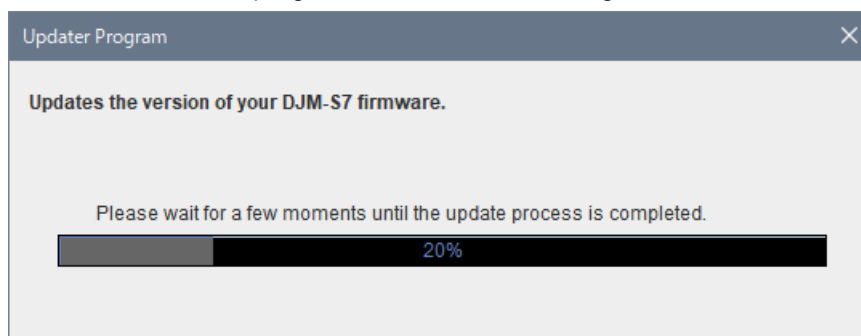 Updater Program
Updates the version of your DJM-S7 firmware.
Please wait for a few moments until the update process is completed.
20%